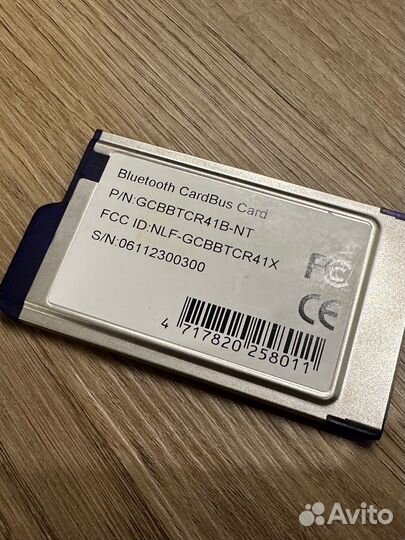 Bluetooth CardBus Card
P/N:GCBBTCR41B-NT
FCC ID:NLF-GCBBTCR41X
S/N:06112300300
FC
CE
4 717820 258011
Avito